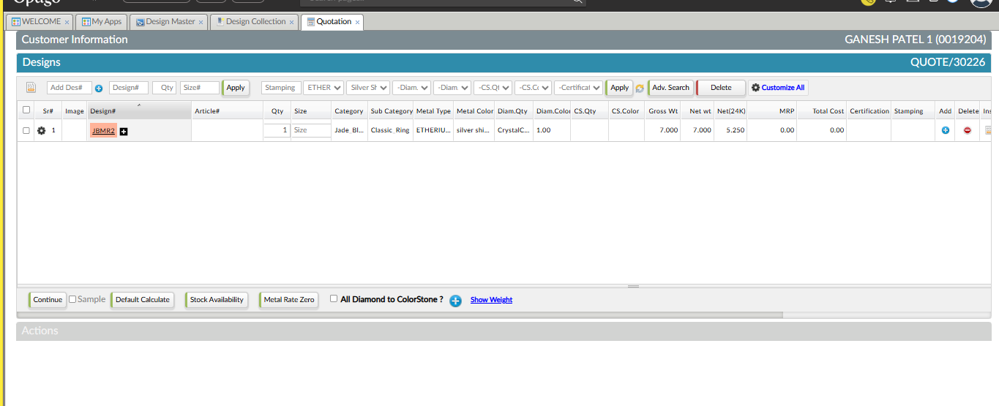 Opago
WELCOME × My Apps Design Master × Design Collection × Quotation ×
Customer Information GANESH PATEL 1 (0019204)
Designs QUOTE/30226
Add Des# Design# Qty Size# Apply Stamping ETHER Silver Sh -Diam. -Diam. -CS.Qt -CS.Cc -Certificat Apply Adv. Search Delete Customize All
Sr# Image Design# Article# Qty Size Category Sub Category Metal Type Metal Color Diam.Qty Diam.Color CS.Qty CS.Color Gross Wt Net wt Net(24K) MRP Total Cost Certification Stamping Add Delete Ins
1 JBMR2 1 Size Jade_Bl... Classic_Ring ETHERIU... silver shi... CrystalC... 1.00 7.000 7.000 5.250 0.00 0.00
Continue Sample Default Calculate Stock Availability Metal Rate Zero All Diamond to ColorStone ? Show Weight
Actions